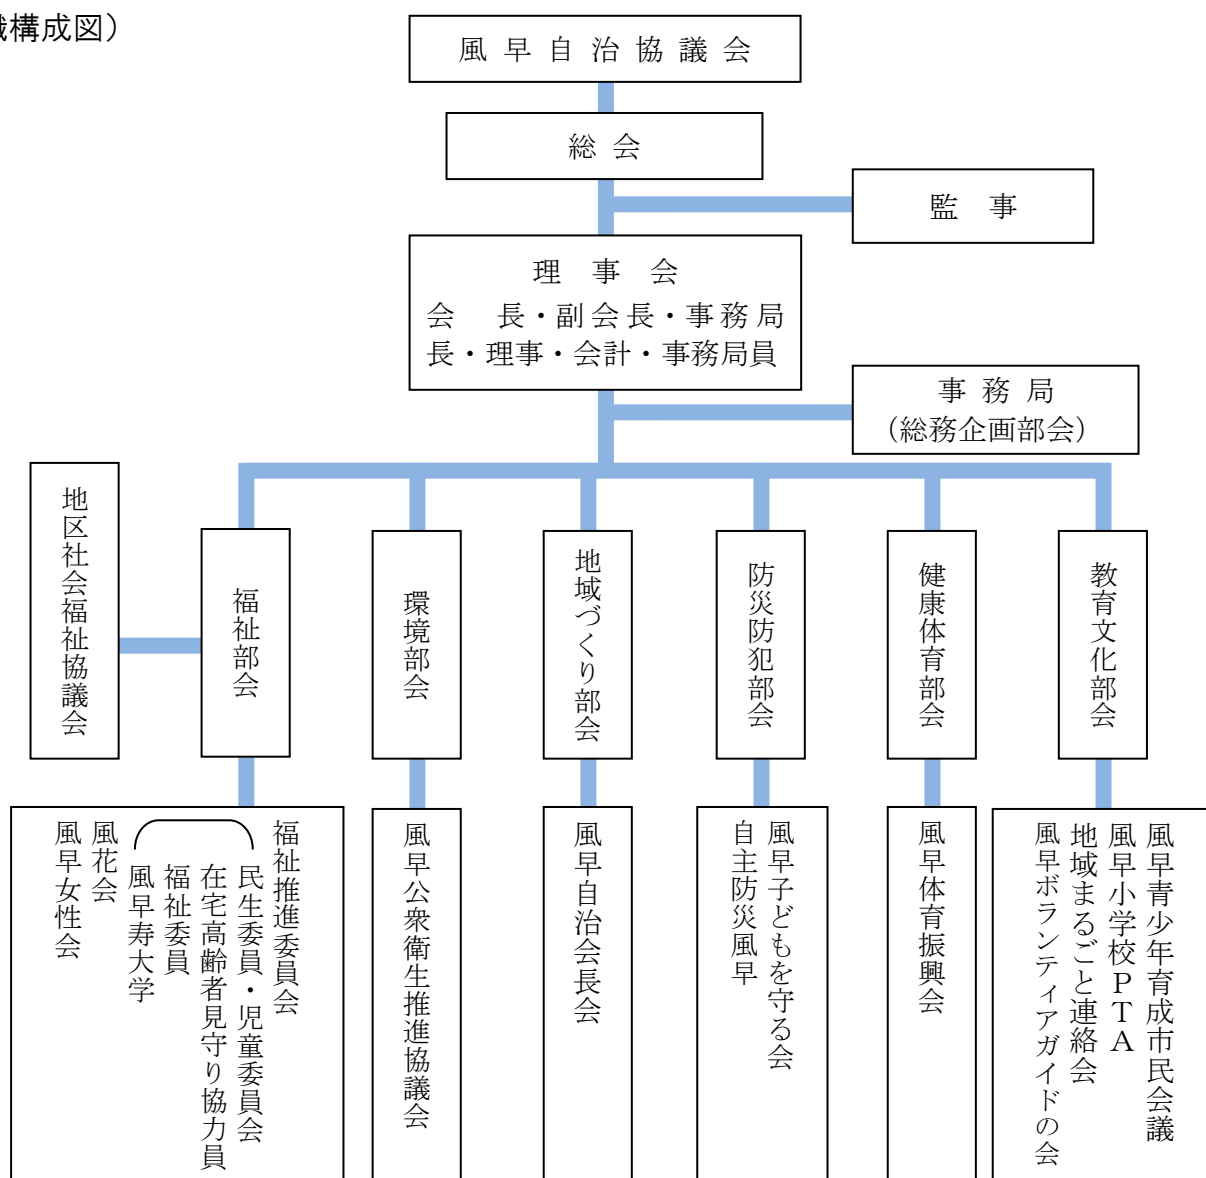 構成図）
風早自治協議会
総会
監事
理事会
会　長・副会長・事務局
長・理事・会計・事務局員
事務局
（総務企画部会）
地区社会福祉協議会
福祉部会
環境部会
地域づくり部会
防災防犯部会
健康体育部会
教育文化部会
福祉推進委員会
民生委員・児童委員会
在宅高齢者見守り協力員
福祉委員
風早寿大学
風花会
風早女性会
風早公衆衛生推進協議会
風早自治会長会
風早子どもを守る会
自主防災風早
風早体育振興会
風早青少年育成市民会議
風早小学校ＰＴＡ
地域まるごと連絡会
風早ボランティアガイドの会